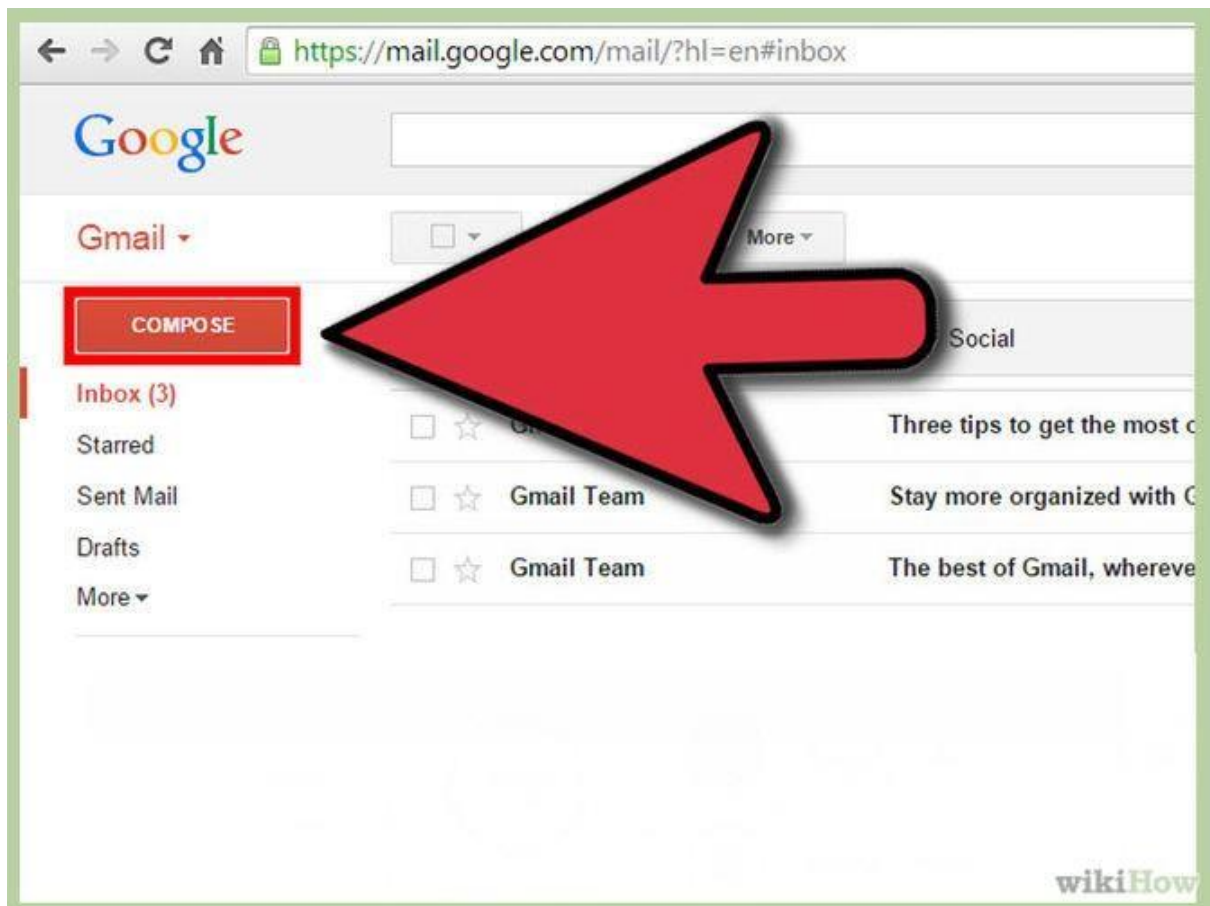 https://mail.google.com/mail/?hl=en#inbox
Google
Gmail
More
COMPOSE
Social
Inbox (3)
Starred
Sent Mail
Drafts
More
Three tips to get the most
Gmail Team
Stay more organized with
Gmail Team
The best of Gmail,
wikiHow